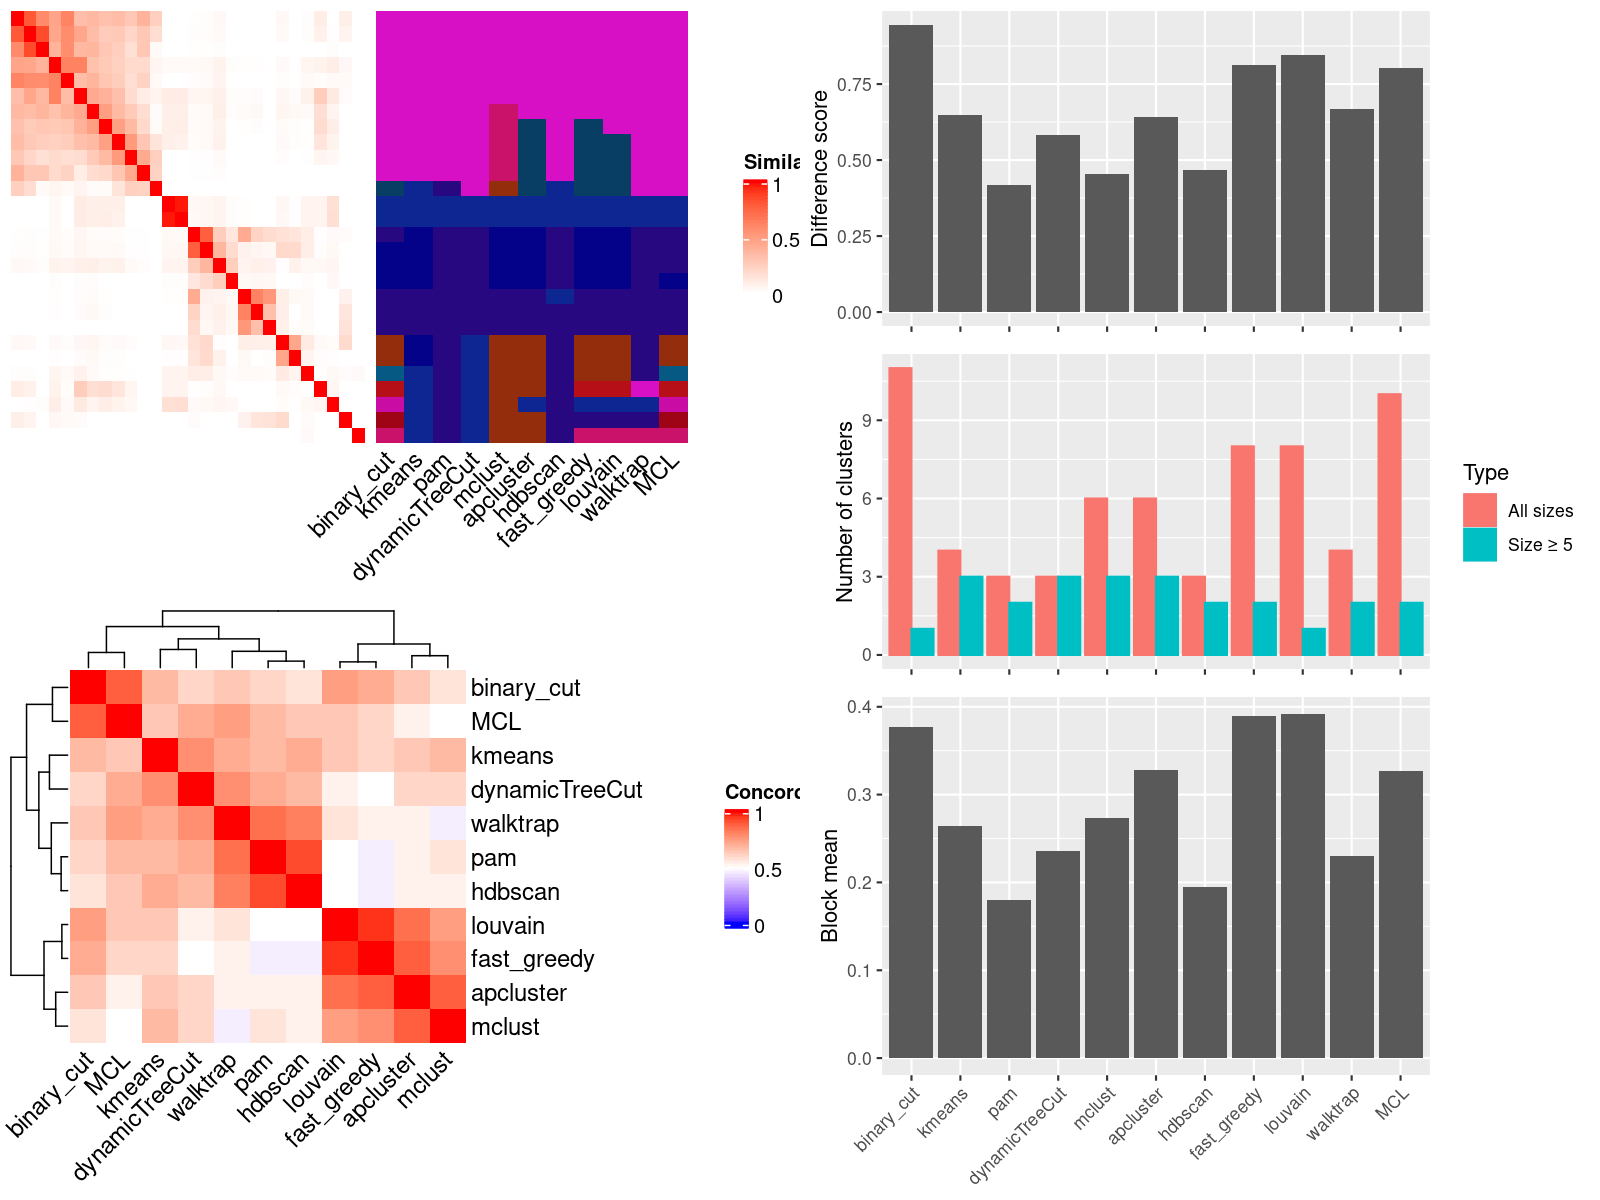 Simila
1
0.5
0
binary_cut
kmeans
pam
dynamicTreeCut
mclust
apcluster
hdbscan
fast_greedy
louvain
walktrap
MCL
binary_cut
MCL
kmeans
dynamicTreeCut
walktrap
pam
hdbscan
louvain
fast_greedy
apcluster
mclust
binary_cut
MCL
kmeans
dynamicTreeCut
walktrap
pam
hdbscan
louvain
fast_greedy
apcluster
mclust
Concord
1
0.5
0
Difference score
0.75
0.50
0.25
0.00
Number of clusters
9
6
3
0
Type
All sizes
Size ≥ 5
Block mean
0.4
0.3
0.2
0.1
0.0
binary_cut
kmeans
pam
dynamicTreeCut
mclust
apcluster
hdbscan
fast_greedy
louvain
walktrap
MCL